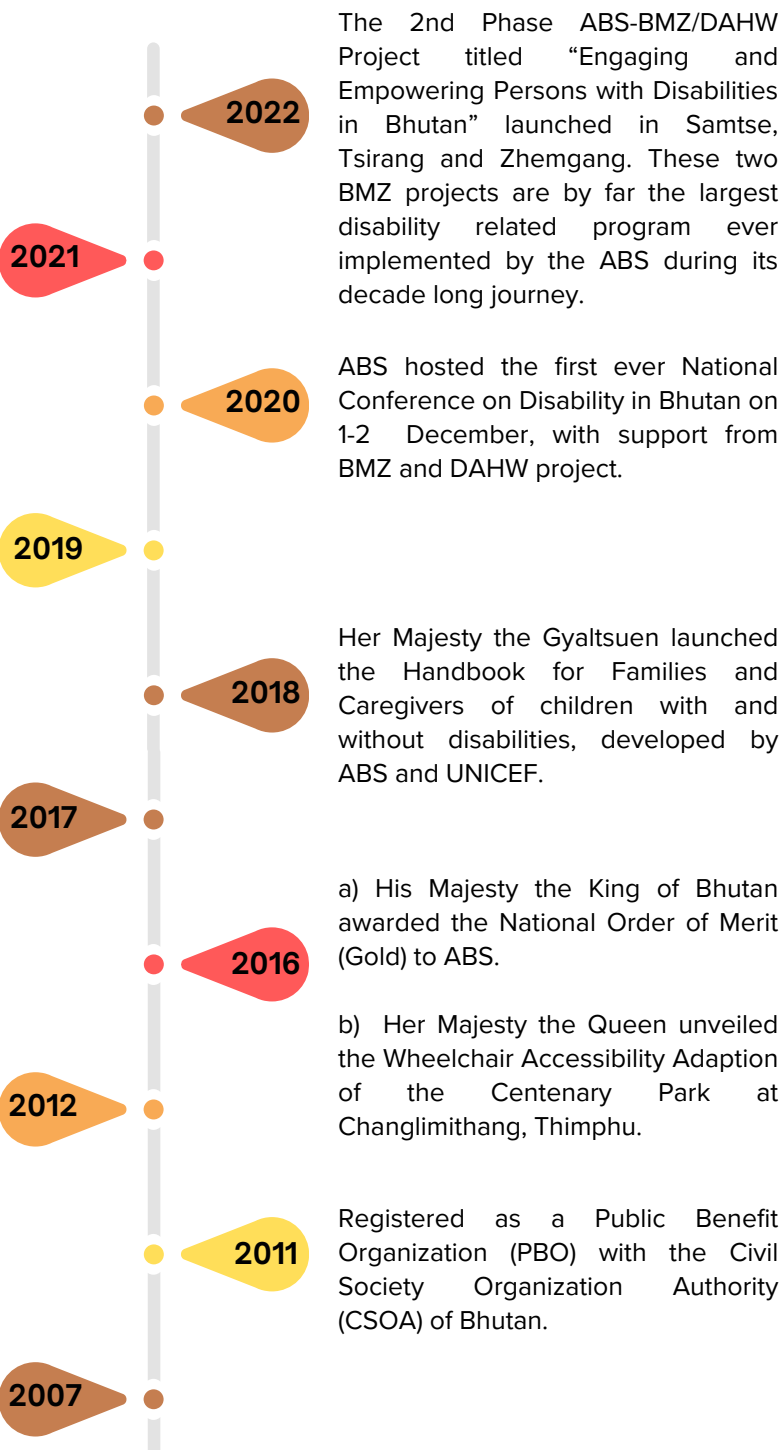 2022
The 2nd Phase ABS-BMZ/DAHW
Project titled “Engaging and
Empowering Persons with Disabilities
in Bhutan” launched in Samtse,
Tsirang and Zhemgang. These two
BMZ projects are by far the largest
disability related program ever
implemented by the ABS during its
decade long journey.
2021
2020
ABS hosted the first ever National
Conference on Disability in Bhutan on
1-2 December, with support from
BMZ and DAHW project.
2019
2018
Her Majesty the Gyaltsuen launched
the Handbook for Families and
Caregivers of children with and
without disabilities, developed by
ABS and UNICEF.
2017
2016
a) His Majesty the King of Bhutan
awarded the National Order of Merit
(Gold) to ABS.
b) Her Majesty the Queen unveiled
the Wheelchair Accessibility Adaption
of the Centenary Park at
Changlimithang, Thimphu.
2012
2011
Registered as a Public Benefit
Organization (PBO) with the Civil
Society Organization Authority
(CSOA) of Bhutan.
2007